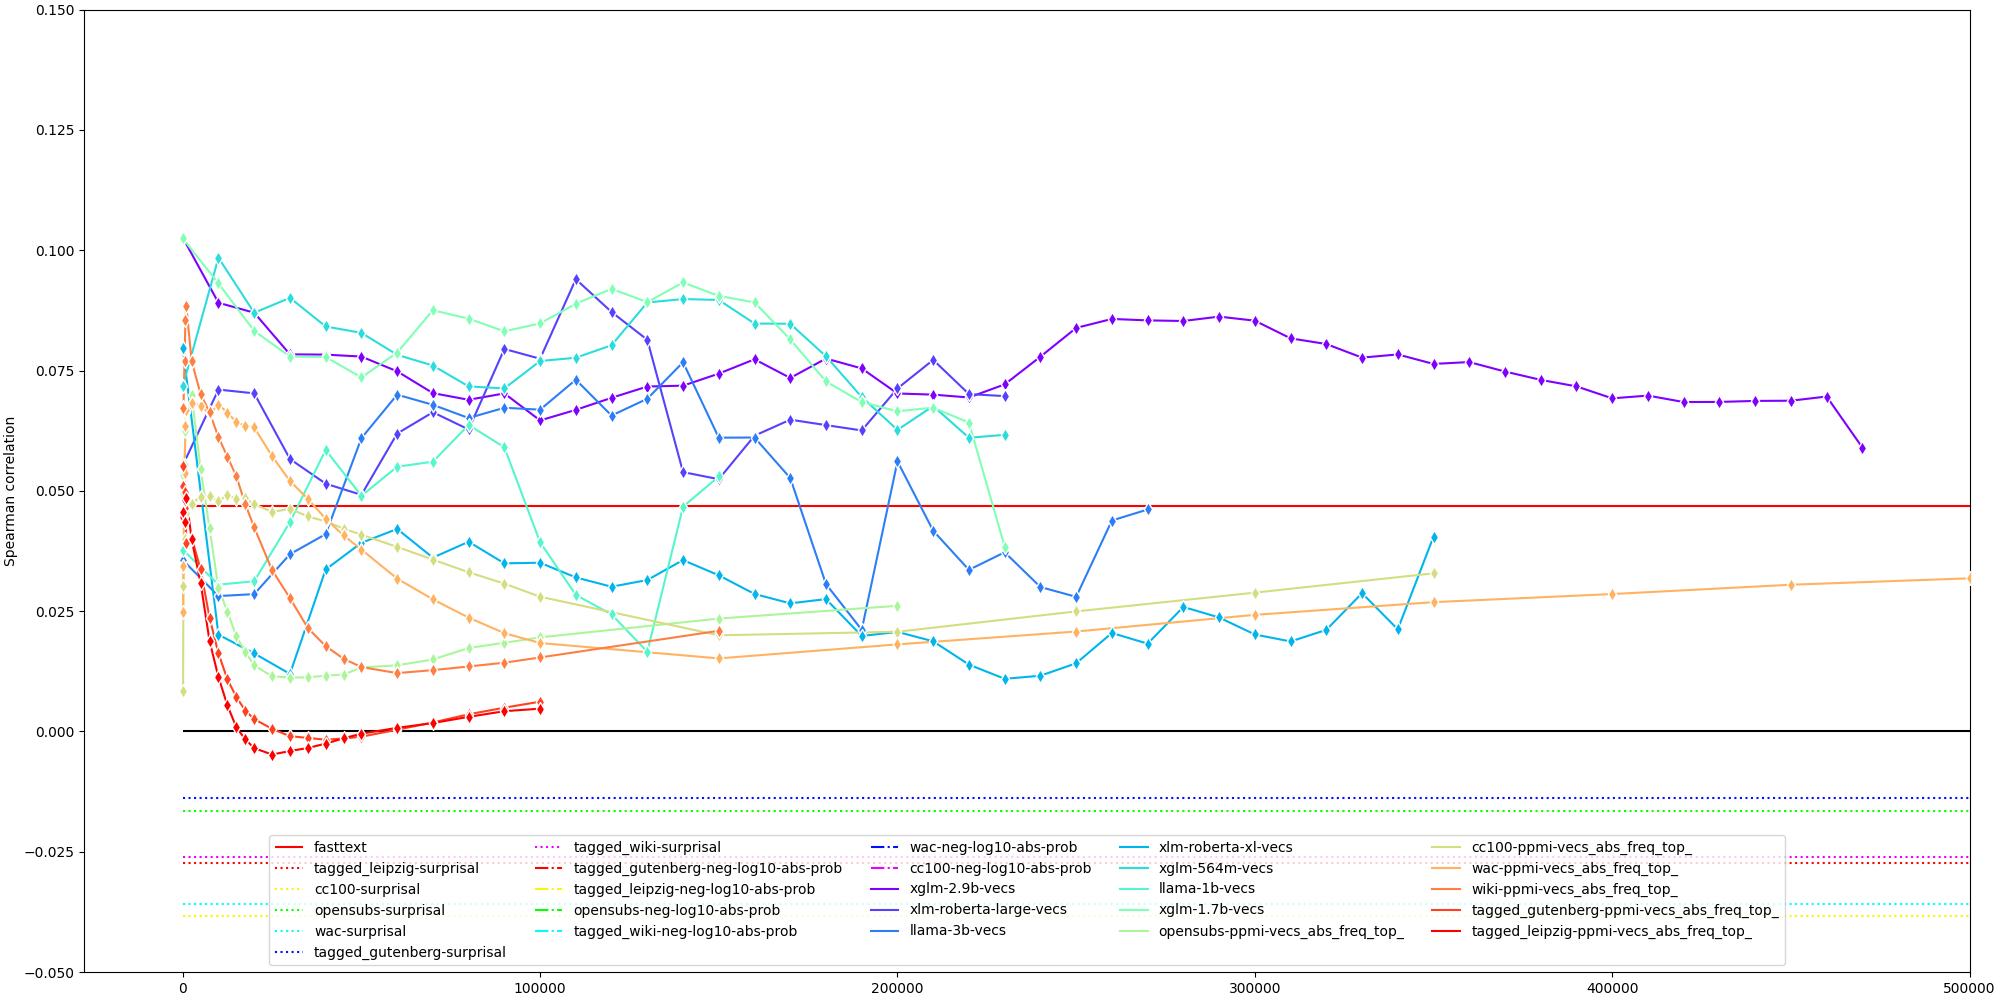 0.150
0.125
0.100
0.075
0.050
0.025
0.000
−0.025
−0.050
Spearman correlation
fasttext
tagged_leipzig-surprisal
cc100-surprisal
opensubs-surprisal
wac-surprisal
tagged_gutenberg-surprisal
tagged_wiki-surprisal
tagged_gutenberg-neg-log10-abs-prob
tagged_leipzig-neg-log10-abs-prob
opensubs-neg-log10-abs-prob
tagged_wiki-neg-log10-abs-prob
wac-neg-log10-abs-prob
cc100-neg-log10-abs-prob
xglm-2.9b-vecs
xlm-roberta-large-vecs
llama-3b-vecs
xlm-roberta-xl-vecs
xglm-564m-vecs
llama-1b-vecs
xglm-1.7b-vecs
opensubs-ppmi-vecs_abs_freq_top_
cc100-ppmi-vecs_abs_freq_top_
wac-ppmi-vecs_abs_freq_top_
wiki-ppmi-vecs_abs_freq_top_
tagged_gutenberg-ppmi-vecs_abs_freq_top_
tagged_leipzig-ppmi-vecs_abs_freq_top_
0
100000
200000
300000
400000
500000